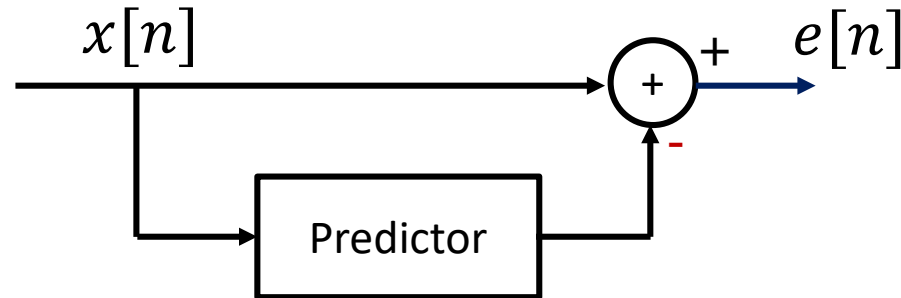 x[n]
+
e[n]
+
-
Predictor